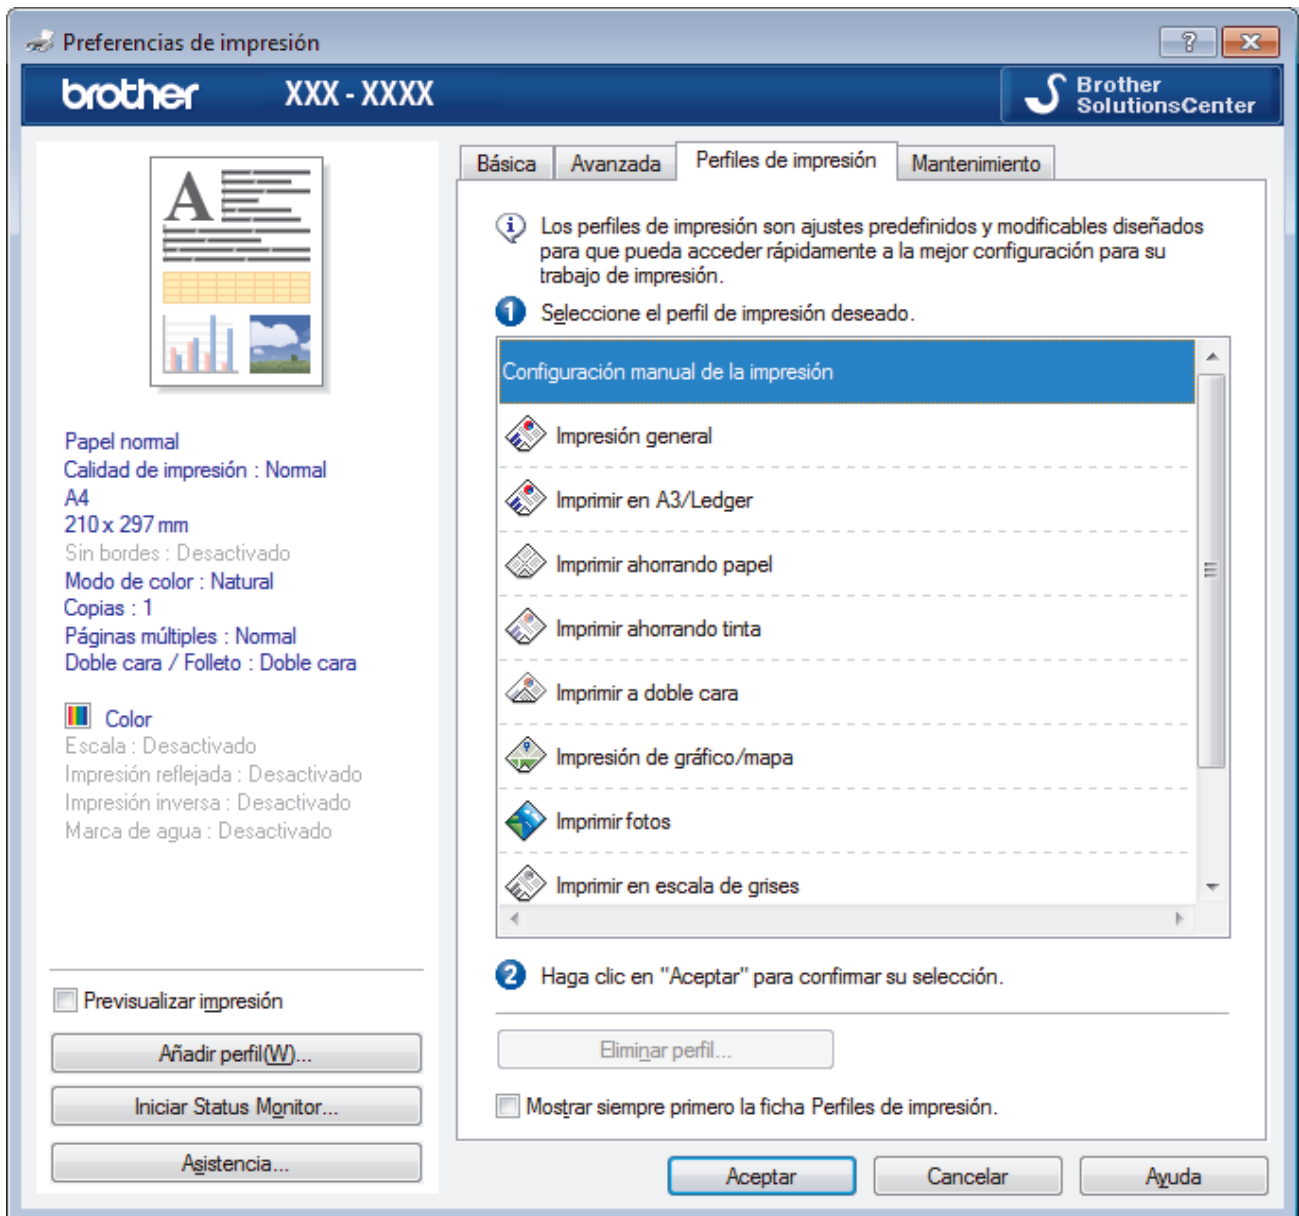 Preferencias de impresión
brother XXX - XXXX
Brother
SolutionsCenter
A
Papel normal
Calidad de impresión : Normal
A4
210 x 297 mm
Sin bordes : Desactivado
Modo de color : Natural
Copias : 1
Páginas múltiples : Normal
Doble cara / Folleto : Doble cara
Color
Escala : Desactivado
Impresión reflejada : Desactivado
Impresión inversa : Desactivado
Marca de agua : Desactivado
Previsualizar impresión
Añadir perfil(W)...
Iniciar Status Monitor...
Asistencia...
Básica Avanzada Perfiles de impresión Mantenimiento
Los perfiles de impresión son ajustes predefinidos y modificables diseñados
para que pueda acceder rápidamente a la mejor configuración para su
trabajo de impresión.
1 Seleccione el perfil de impresión deseado.
Configuración manual de la impresión
Impresión general
Imprimir en A3/Ledger
Imprimir ahorrando papel
Imprimir ahorrando tinta
Imprimir a doble cara
Impresión de gráfico/mapa
Imprimir fotos
Imprimir en escala de grises
2 Haga clic en "Aceptar" para confirmar su selección.
Eliminar perfil...
Mostrar siempre primero la ficha Perfiles de impresión.
Aceptar Cancelar Ayuda